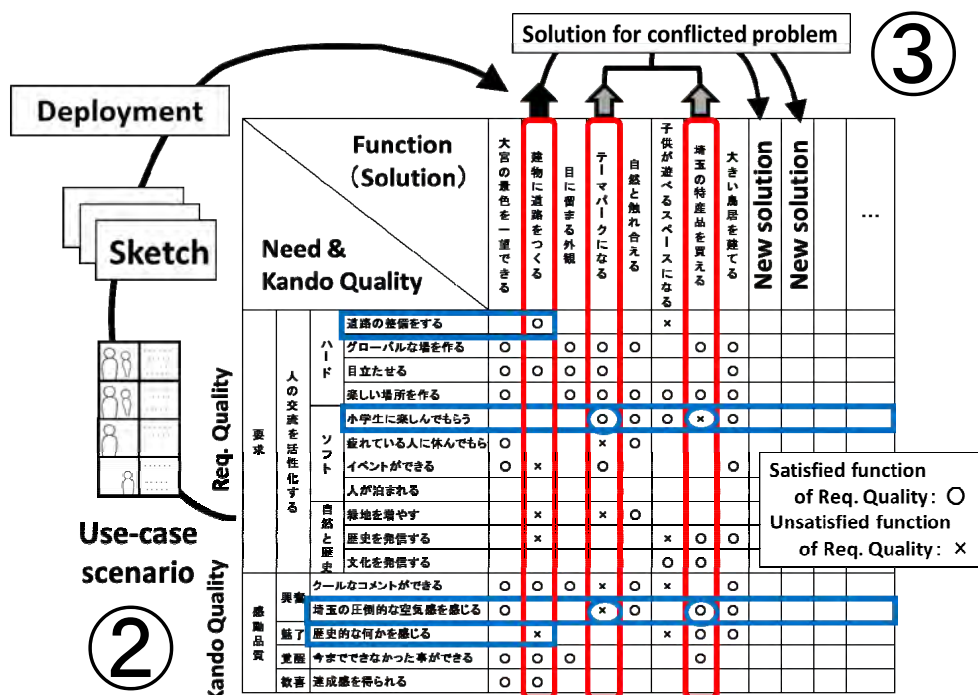 Solution for conflicted problem
③
Deployment
Sketch
Use-case
scenario
②
Function
（Solution）
Need &
Kando Quality
大宮の景色を一望できる
建物に道路をつくる
目に留まる外観
テーマパークになる
自然と触れ合える
子供が遊べるスペースになる
埼玉の特産品を買える
大きい鳥居を建てる
New solution
New solution
...
Req. Quality
要求
人の交流を活性化する
ハード
道路の整備をする ○ ×
グローバルな場を作る ○ ○ ○ ○ ○ ○
目立たせる ○ ○ ○ ○ ○
楽しい場所を作る ○ ○ ○ ○ ○ ○ ○
ソフト
小学生に楽しんでもらう ○ ○ ○ × ○
疲れている人に休んでもら ○ × ○
イベントができる ○ × ○ ○
人が泊まれる
自然と歴史
緑地を増やす × × ○
歴史を発信する × × ○ ○
文化を発信する ○ ○
Kando Quality
感動品質
興奮
クールなコメントができる ○ ○ ○ × ○ × ○
埼玉の圧倒的な空気感を感じる ○ × ○ ○ ○
魅了 歴史的な何かを感じる × × ○ ○
覚醒 今までできなかった事ができる ○ ○ ○ ○
歓喜 達成感を得られる ○ ○
Satisfied function
of Req. Quality: ○
Unsatisfied function
of Req. Quality: ×